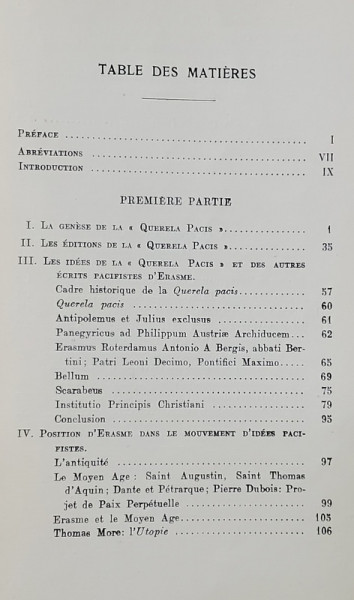 TABLE DES MATIÈRES
PRÉFACE ........................ I
ABRÉVIATIONS ........................ VII
INTRODUCTION ........................ IX
PREMIÈRE PARTIE
I. LA GENÈSE DE LA « QUERELA PACIS » ............ 1
II. LES ÉDITIONS DE LA « QUERELA PACIS » ............ 35
III. LES IDÉES DE LA « QUERELA PACIS » ET DES AUTRES
ÉCRITS PACIFISTES D'ERASME.
Cadre historique de la Querela pacis ............ 57
Querela pacis ............ 60
Antipolemus et Julius exclusus ............ 61
Panegyricus ad Philippum Austriæ Archiducem ... 62
Erasmus Roterdamus Antonio A Bergis, abbati Ber-
tini ; Patri Leoni Decimo, Pontifici Maximo ..... 65
Bellum ............ 69
Scarabeus ............ 75
Institutio Principis Christiani ............ 79
Conclusion ............ 95
IV. POSITION D'ERASME DANS LE MOUVEMENT D'IDÉES PACI-
FISTES.
L'antiquité ............ 97
Le Moyen Age : Saint Augustin, Saint Thomas
d'Aquin ; Dante et Pétrarque ; Pierre Dubois: Pro-
jet de Paix Perpétuelle ............ 99
Erasme et le Moyen Age ............ 105
Thomas More: l'Utopie ............ 106